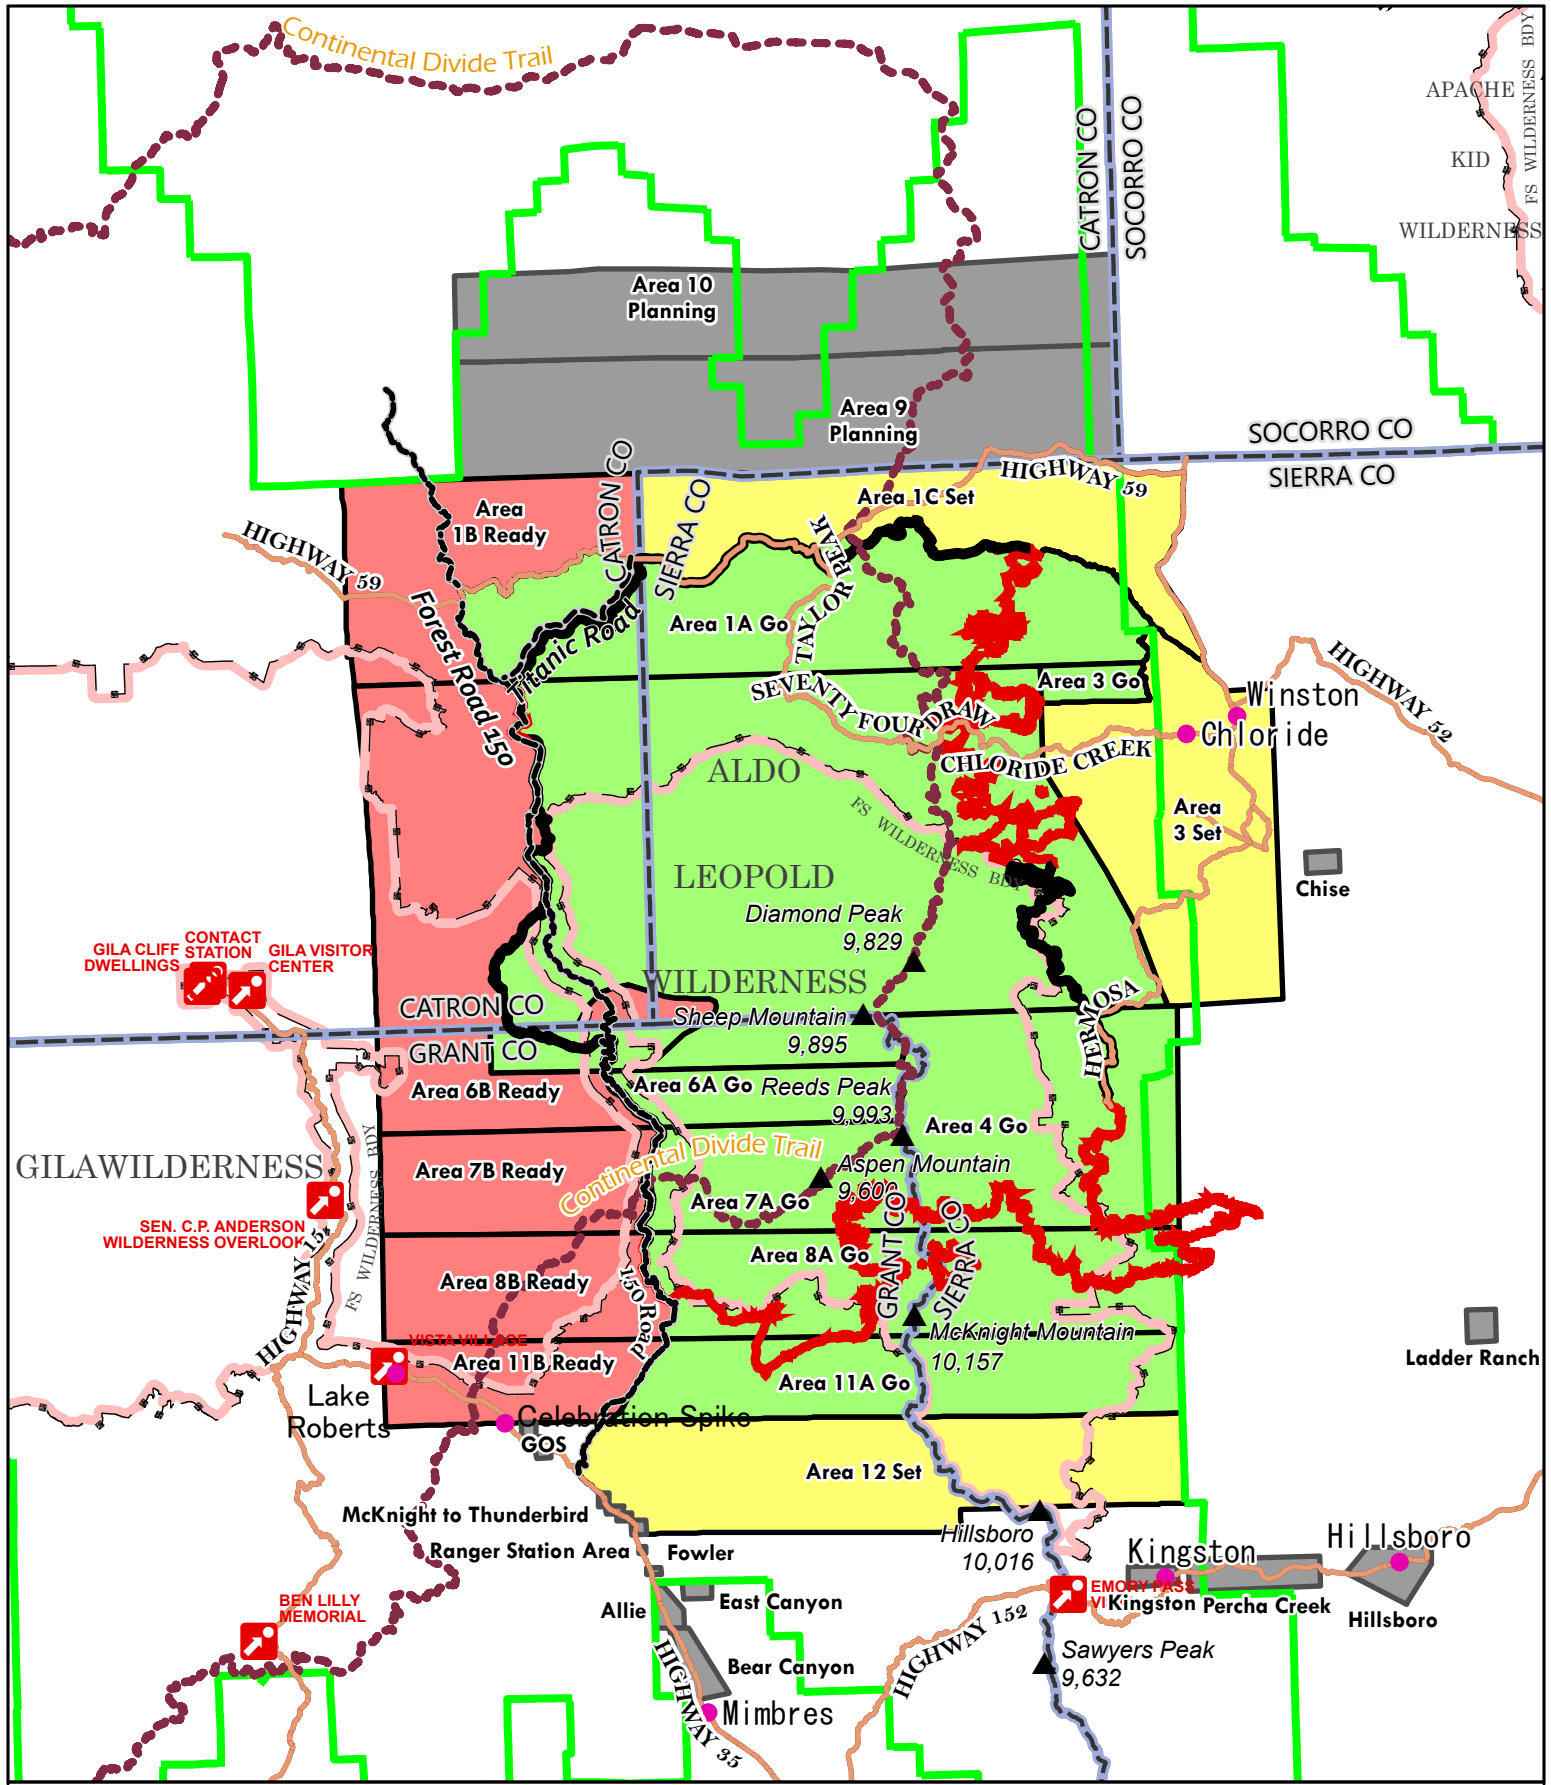 Continental Divide Trail
APACHE
KID
WILDERNESS
FS WILDERNESS BDY
CATRON CO
SOCORRO CO
Area 10
Planning
Area 9
Planning
SOCORRO CO
SIERRA CO
HIGHWAY 59
Area 1C Set
Area
1B Ready
CATRON CO
SIERRA CO
HIGHWAY 59
Forest Road 150
Titanic Road
TAYLOR PEAK
Area 1A Go
SEVENTY FOUR DRAW
Area 3 Go
HIGHWAY 52
Winston
Chloride
CHLORIDE CREEK
ALDO
FS WILDERNESS BDY
Area
3 Set
LEOPOLD
Chise
Diamond Peak
9,829
WILDERNESS
GILA CLIFF
DWELLINGS
CONTACT
STATION
GILA VISITOR
CENTER
CATRON CO
GRANT CO
Sheep Mountain
9,895
HERMOSA
Area 6B Ready
Area 6A Go
Reeds Peak
9,993
Area 4 Go
Continental Divide Trail
GILAWILDERNESS
FS WILDERNESS BDY
Area 7B Ready
Aspen Mountain
9,600
Area 7A Go
SEN. C.P. ANDERSON
WILDERNESS OVERLOOK
HIGHWAY 15
GRANT CO
SIERRA CO
Area 8A Go
Area 8B Ready
150 Road
McKnight Mountain
10,157
Ladder Ranch
VISTA VILLAGE
Area 11B Ready
Area 11A Go
Lake
Roberts
Celebration Spike
GOS
Area 12 Set
McKnight to Thunderbird
Ranger Station Area
Fowler
Hillsboro
10,016
Kingston
Hillsboro
EMORY PASS
VI
Kingston
Percha Creek
Hillsboro
BEN LILLY
MEMORIAL
Allie
East Canyon
HIGHWAY 152
Sawyers Peak
9,632
Bear Canyon
HIGHWAY 35
Mimbres